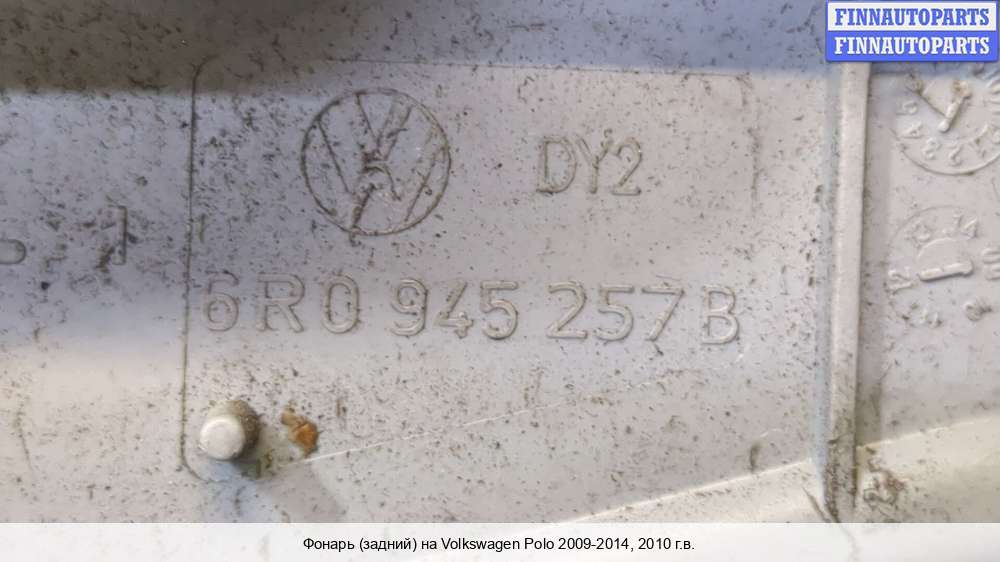 FINNAUTOPARTS
FINNAUTOPARTS
DY2
6R0 945 257 B
Фонарь (задний) на Volkswagen Polo 2009-2014, 2010 г.в.